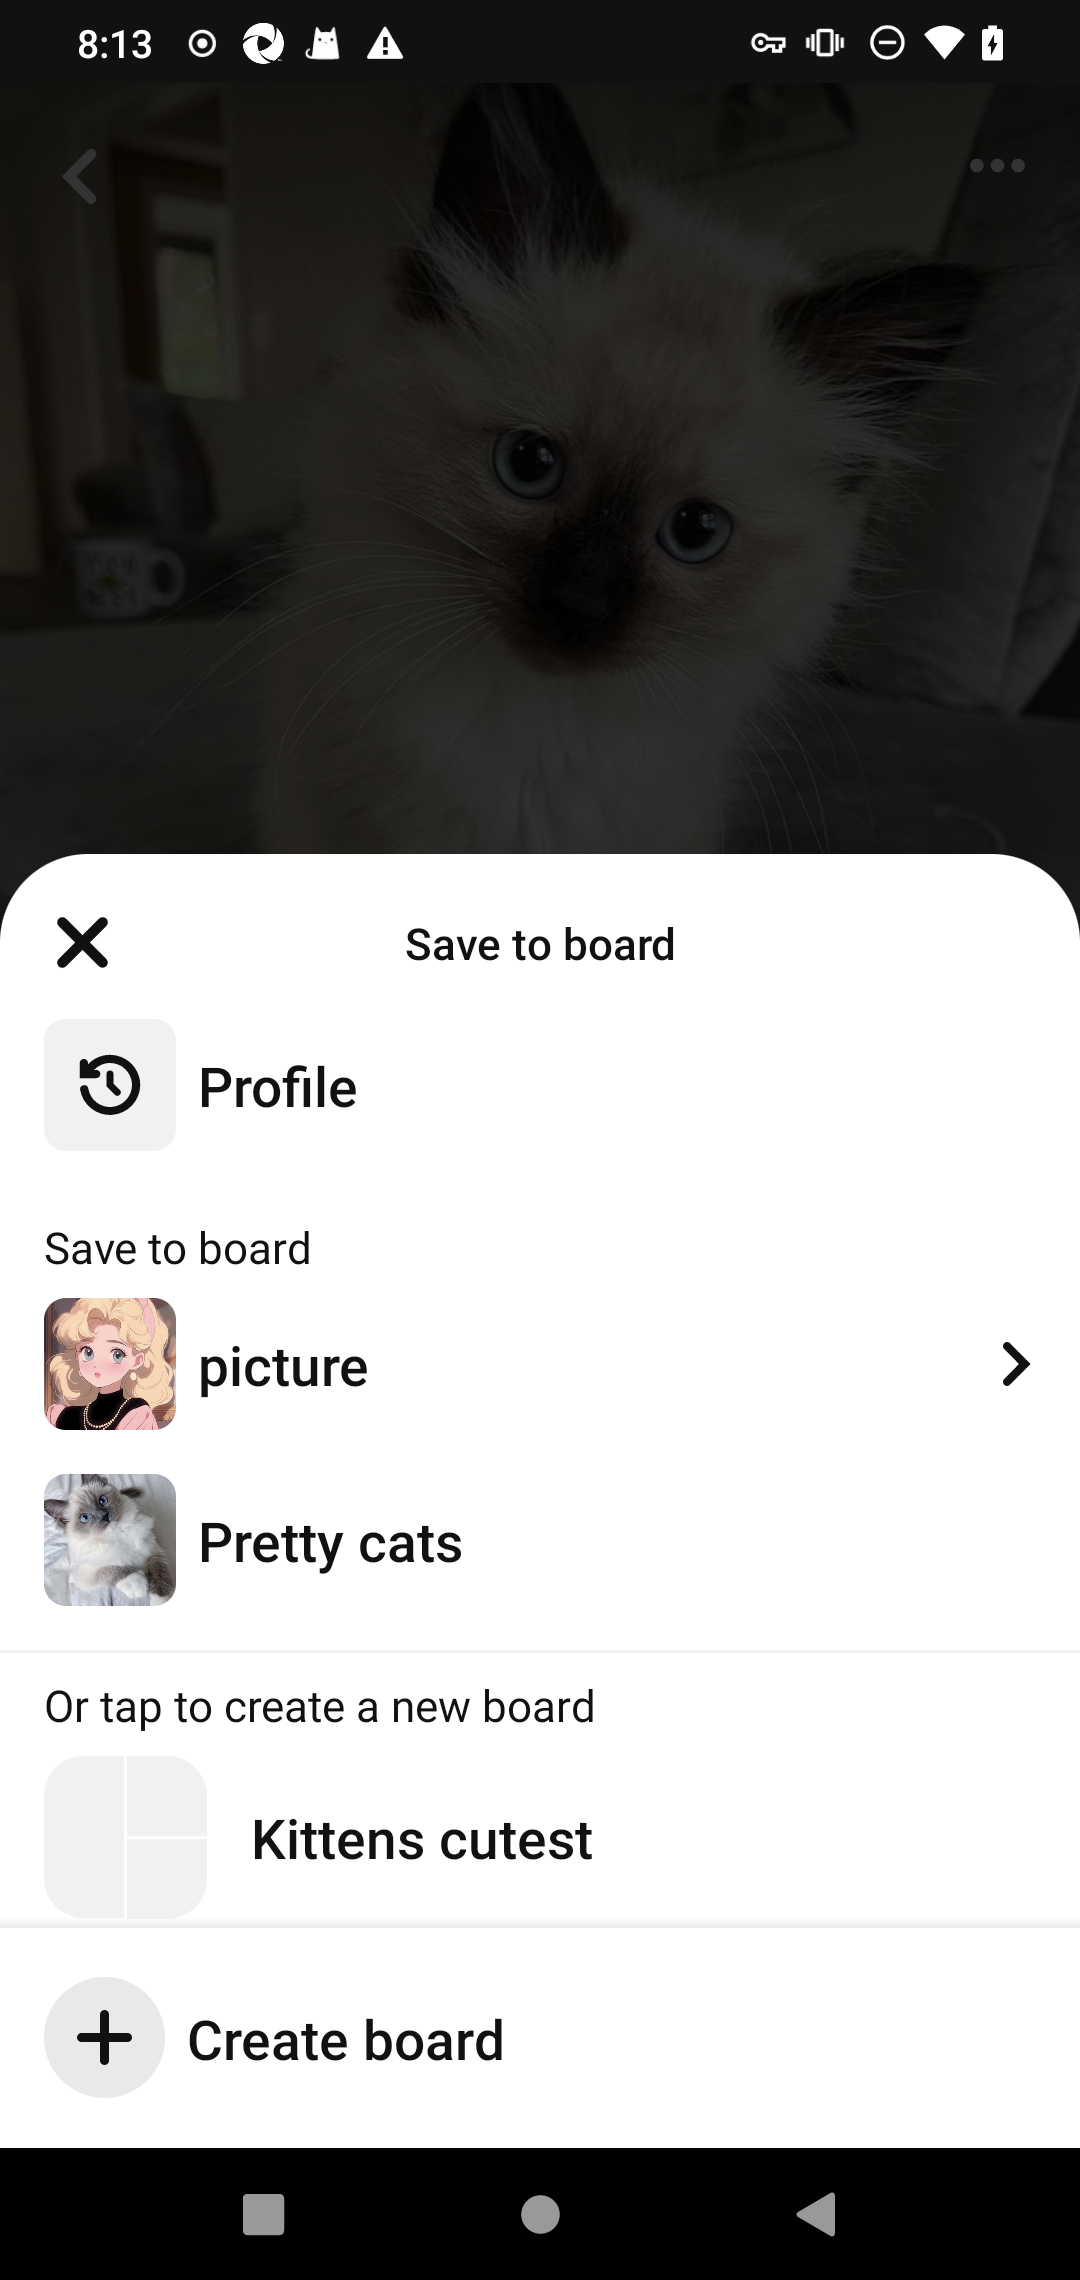 8:13
Save to board
Profile
Save to board
picture
Pretty cats
Or tap to create a new board
Kittens cutest
Create board